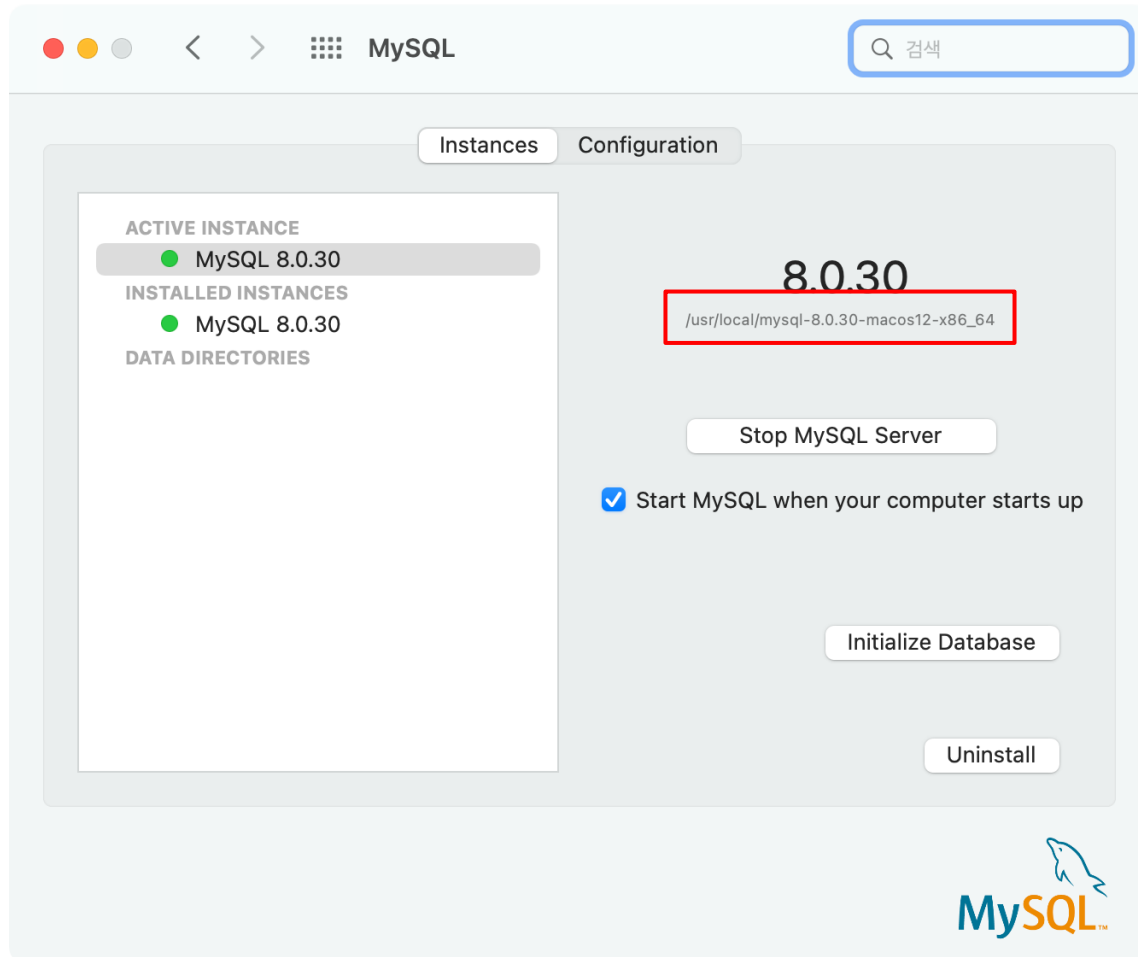 MySQL
검색
Instances
Configuration
ACTIVE INSTANCE
MySQL 8.0.30
INSTALLED INSTANCES
MySQL 8.0.30
DATA DIRECTORIES
8.0.30
/usr/local/mysql-8.0.30-macos12-x86_64
Stop MySQL Server
Start MySQL when your computer starts up
Initialize Database
Uninstall
MySQL™